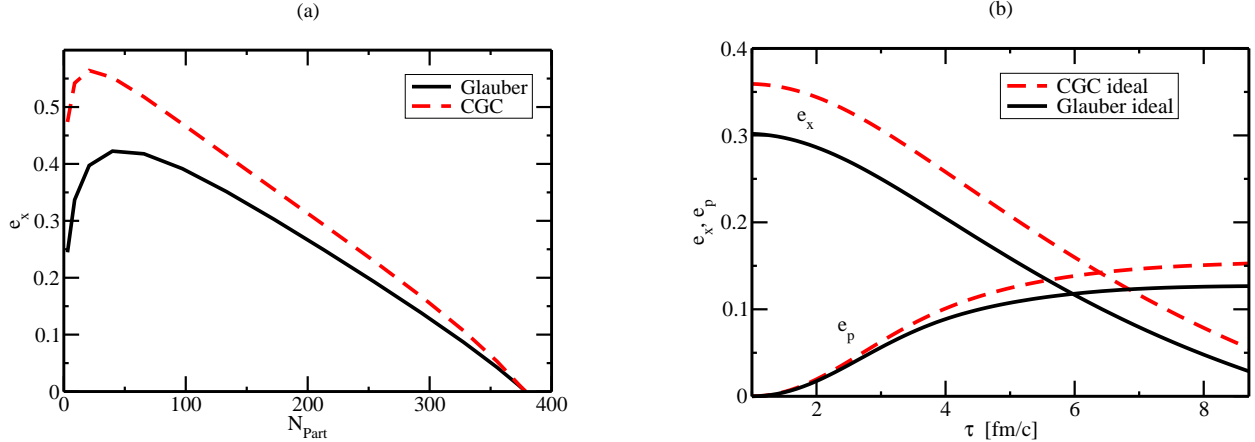 (a)
Glauber
CGC
0.5
0.4
0.3
0.2
0.1
0
e_x
0
100
200
300
400
N_Part
(b)
CGC ideal
Glauber ideal
0.4
0.3
0.2
0.1
0
e_x, e_p
e_x
e_p
2
4
6
8
τ [fm/c]